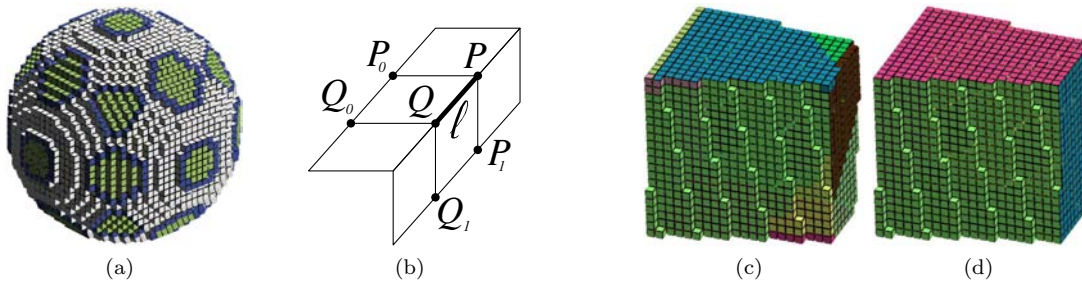 P₀ P
Q₀ Q ℓ
P₁
Q₁
(a) (b) (c) (d)